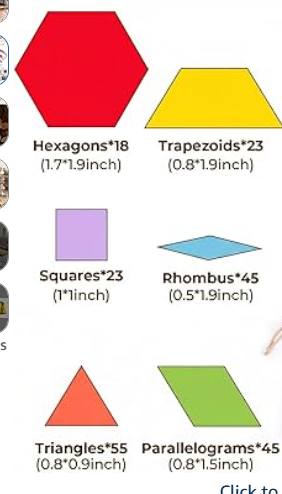 Hexagons*18
(1.7*1.9inch)
Trapezoids*23
(0.8*1.9inch)
Squares*23
(1*1inch)
Rhombus*45
(0.5*1.9inch)
s
Triangles*55
(0.8*0.9inch)
Parallelograms*45
(0.8*1.5inch)
Click to